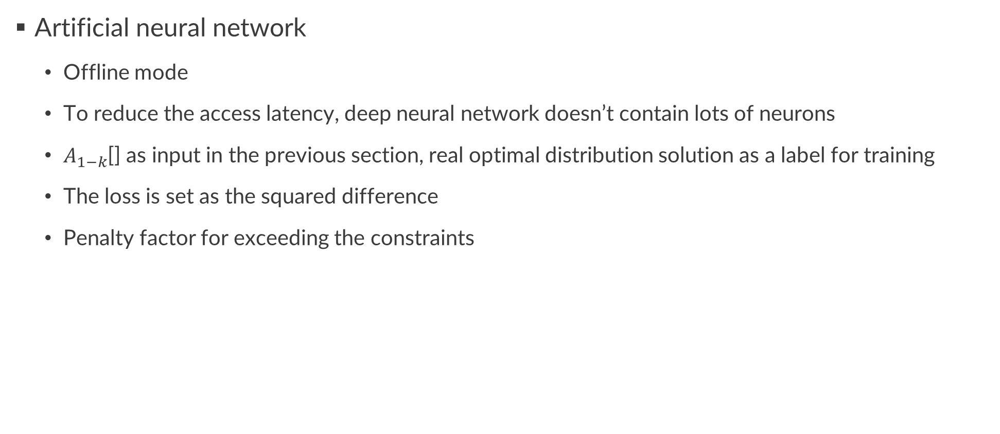 ▪ Artificial neural network
• Offline mode
• To reduce the access latency, deep neural network doesn’t contain lots of neurons
• $A_{1-k}$[] as input in the previous section, real optimal distribution solution as a label for training
• The loss is set as the squared difference
• Penalty factor for exceeding the constraints